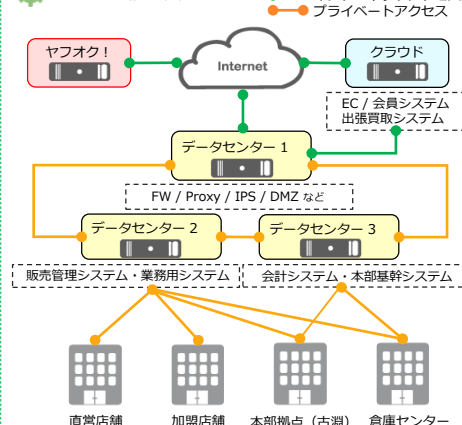 プライベートアクセス
ヤフオク！
Internet
クラウド
EC / 会員システム
出張買取システム
データセンター 1
FW / Proxy / IPS / DMZ など
データセンター 2
データセンター 3
販売管理システム・業務用システム
会計システム・本部基幹システム
直営店舗
加盟店舗
本部拠点（古淵）
倉庫センター